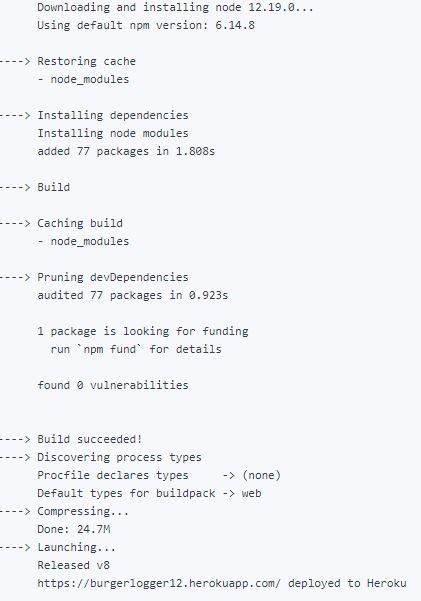 Downloading and installing node 12.19.0...
Using default npm version: 6.14.8
----> Restoring cache
- node_modules
----> Installing dependencies
Installing node modules
added 77 packages in 1.808s
----> Build
----> Caching build
- node_modules
----> Pruning devDependencies
audited 77 packages in 0.923s
1 package is looking for funding
run `npm fund` for details
found 0 vulnerabilities
----> Build succeeded!
----> Discovering process types
Procfile declares types -> (none)
Default types for buildpack -> web
----> Compressing...
Done: 24.7M
----> Launching...
Released v8
https://burgerlogger12.herokuapp.com/ deployed to Heroku